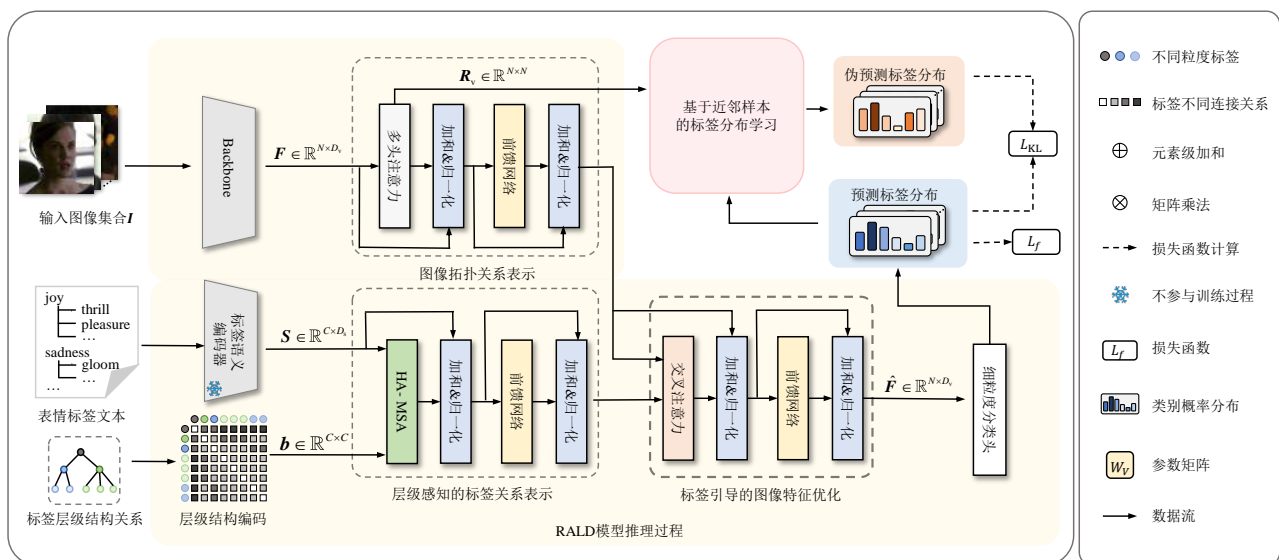 输入图像集合I
Backbone
F ∈ ℝ^{N×D_v}
R_v ∈ ℝ^{N×N}
多头注意力
加和&归一化
前馈网络
加和&归一化
图像拓扑关系表示
基于近邻样本
的标签分布学习
伪预测标签分布
L_KL
预测标签分布
L_f
joy
thrill
pleasure
…
sadness
gloom
…
…
表情标签文本
标签语义
编码器
S ∈ ℝ^{C×D_s}
HA- MSA
加和&归一化
前馈网络
加和&归一化
层级感知的标签关系表示
标签层级结构关系
层级结构编码
b ∈ ℝ^{C×C}
交叉注意力
加和&归一化
前馈网络
加和&归一化
标签引导的图像特征优化
F̂ ∈ ℝ^{N×D_v}
细粒度分类头
RALD模型推理过程
不同粒度标签
标签不同连接关系
元素级加和
矩阵乘法
损失函数计算
不参与训练过程
L_f
损失函数
类别概率分布
W_V
参数矩阵
数据流